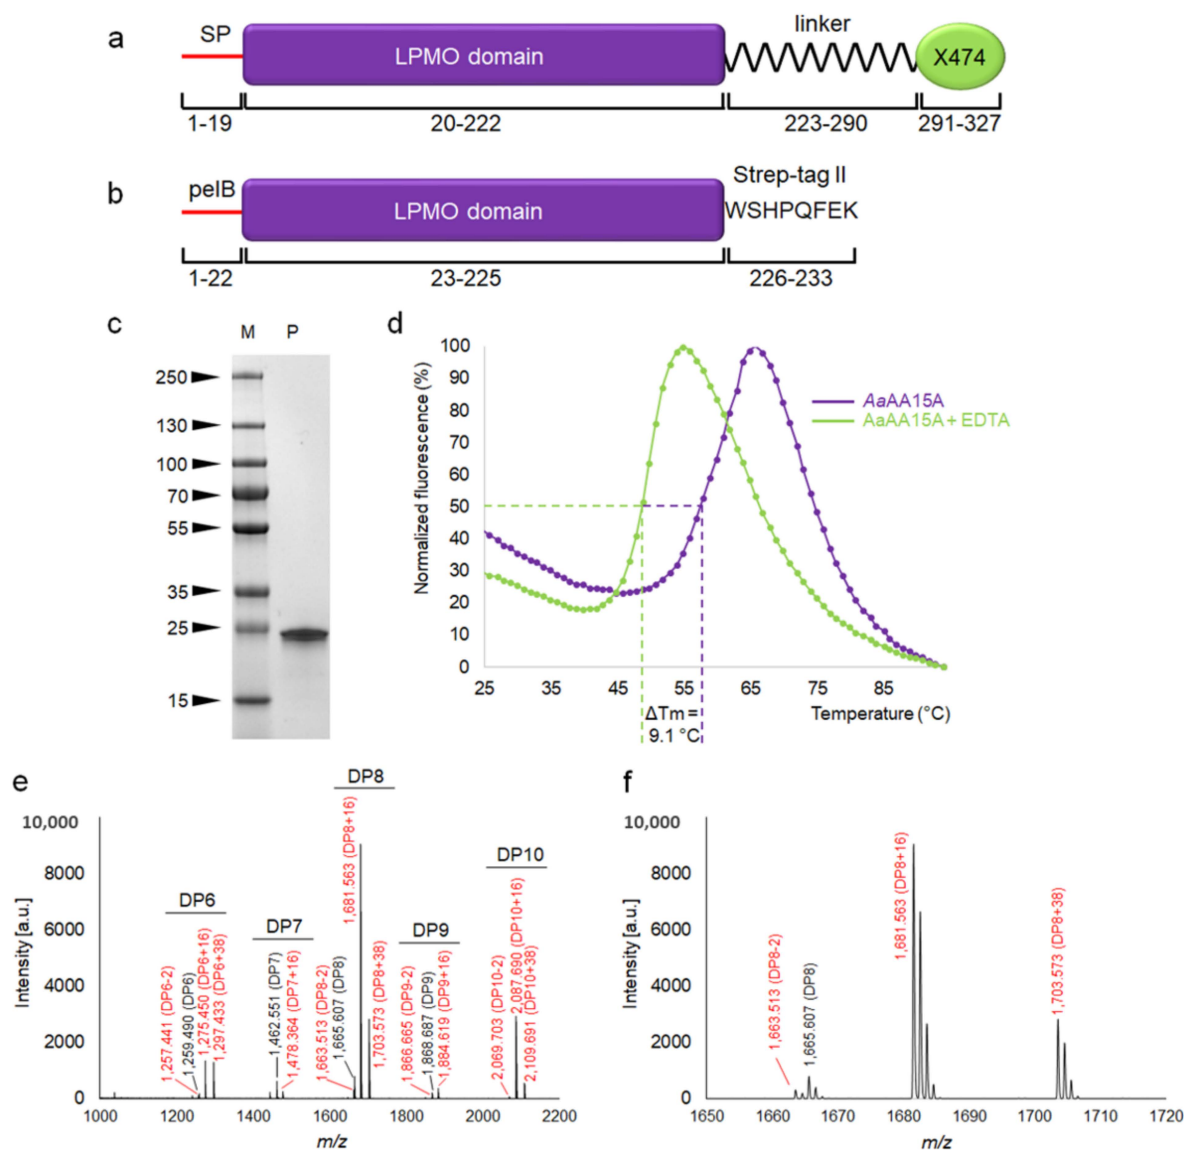 a
SP
LPMO domain
linker
X474
1-19
20-222
223-290
291-327
b
pelB
LPMO domain
Strep-tag II
WSHPQFEK
1-22
23-225
226-233
c
M P
250
130
100
70
55
35
25
15
d
Normalized fluorescence (%)
100
90
80
70
60
50
40
30
20
10
0
25 35 45 55 65 75 85
AaAA15A
AaAA15A + EDTA
ΔTm =
9.1 °C
Temperature (°C)
e
Intensity [a.u.]
10,000
8000
6000
4000
2000
0
DP6
1,257.441 (DP6-2)
1,259.490 (DP6)
1,275.450 (DP6+16)
1,297.433 (DP6+38)
DP7
1,462.551 (DP7)
1,478.364 (DP7+16)
DP8
1,663.513 (DP8-2)
1,665.607 (DP8)
1,681.563 (DP8+16)
1,703.573 (DP8+38)
DP9
1,866.665 (DP9-2)
1,868.687 (DP9)
1,884.619 (DP9+16)
DP10
2,069.703 (DP10-2)
2,087.690 (DP10+16)
2,109.691 (DP10+38)
1000 1200 1400 1600 1800 2000 2200
m/z
f
Intensity [a.u.]
10,000
8000
6000
4000
2000
0
1,663.513 (DP8-2)
1,665.607 (DP8)
1,681.563 (DP8+16)
1,703.573 (DP8+38)
1650 1660 1670 1680 1690 1700 1710 1720
m/z